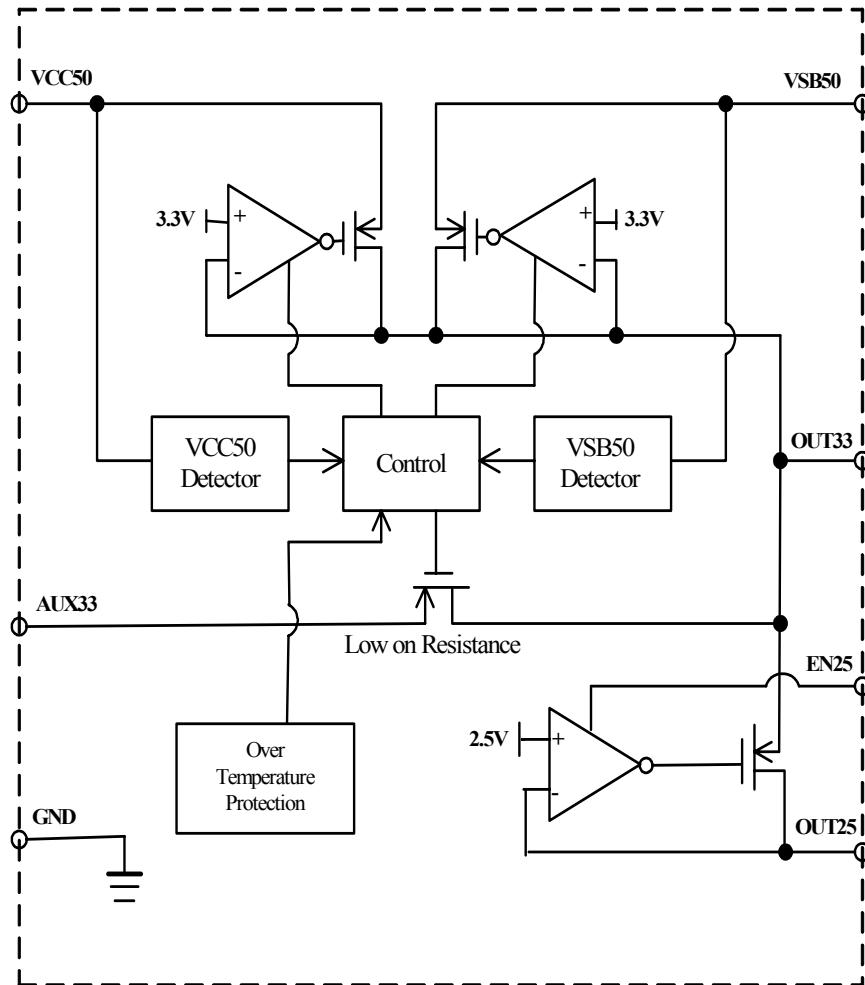 VCC50
VSB50
3.3V
+
-
+
3.3V
-
VCC50
Detector
Control
VSB50
Detector
OUT33
AUX33
Low on Resistance
EN25
2.5V
+
-
Over
Temperature
Protection
GND
OUT25